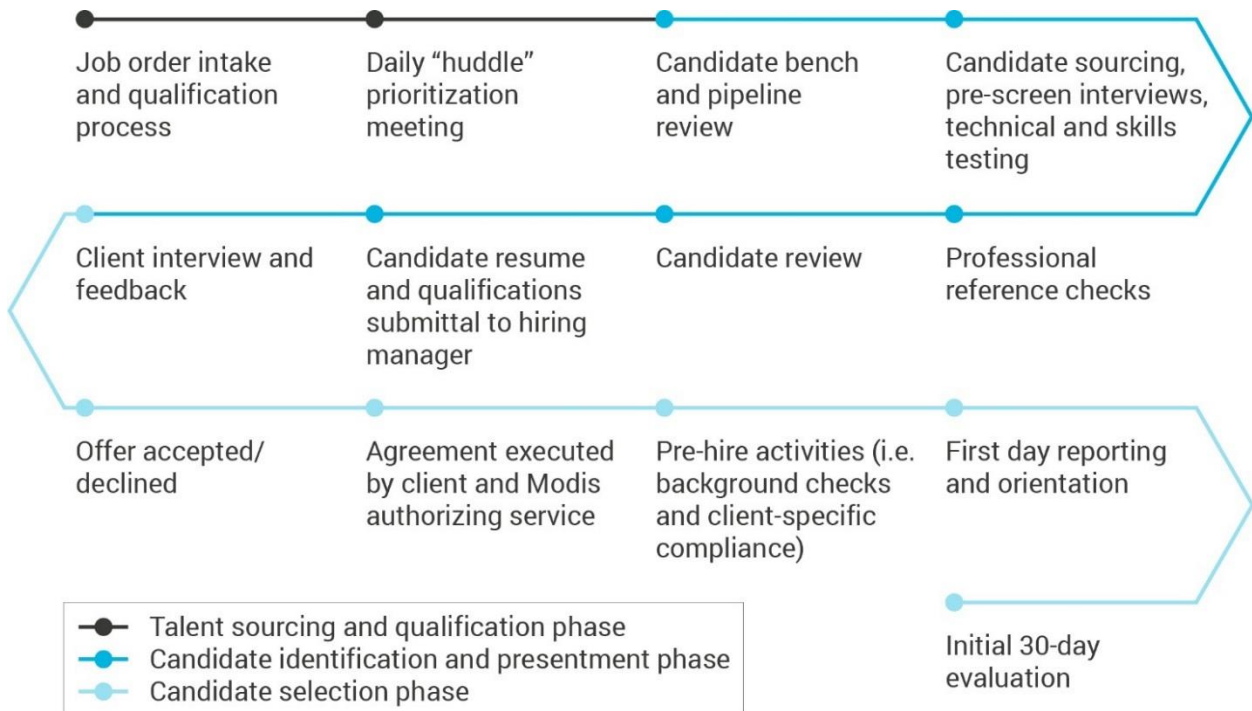 Job order intake
and qualification
process
Daily “huddle”
prioritization
meeting
Candidate bench
and pipeline
review
Candidate sourcing,
pre-screen interviews,
technical and skills
testing
Client interview and
feedback
Candidate resume
and qualifications
submittal to hiring
manager
Candidate review
Professional
reference checks
Offer accepted/
declined
Agreement executed
by client and Modis
authorizing service
Pre-hire activities (i.e.
background checks
and client-specific
compliance)
First day reporting
and orientation
Talent sourcing and qualification phase
Candidate identification and presentment phase
Candidate selection phase
Initial 30-day
evaluation